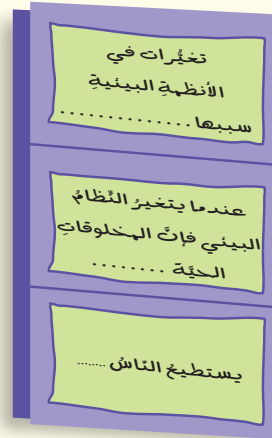 تغيُّرات في
الأنظمةِ البيئيةِ
سببها ..............
عندما يتغيرُ النِّظامُ
البيئي فإنَّ المخلوقاتِ
الحيَّة ........
يستطيعُ النّاسُ ........